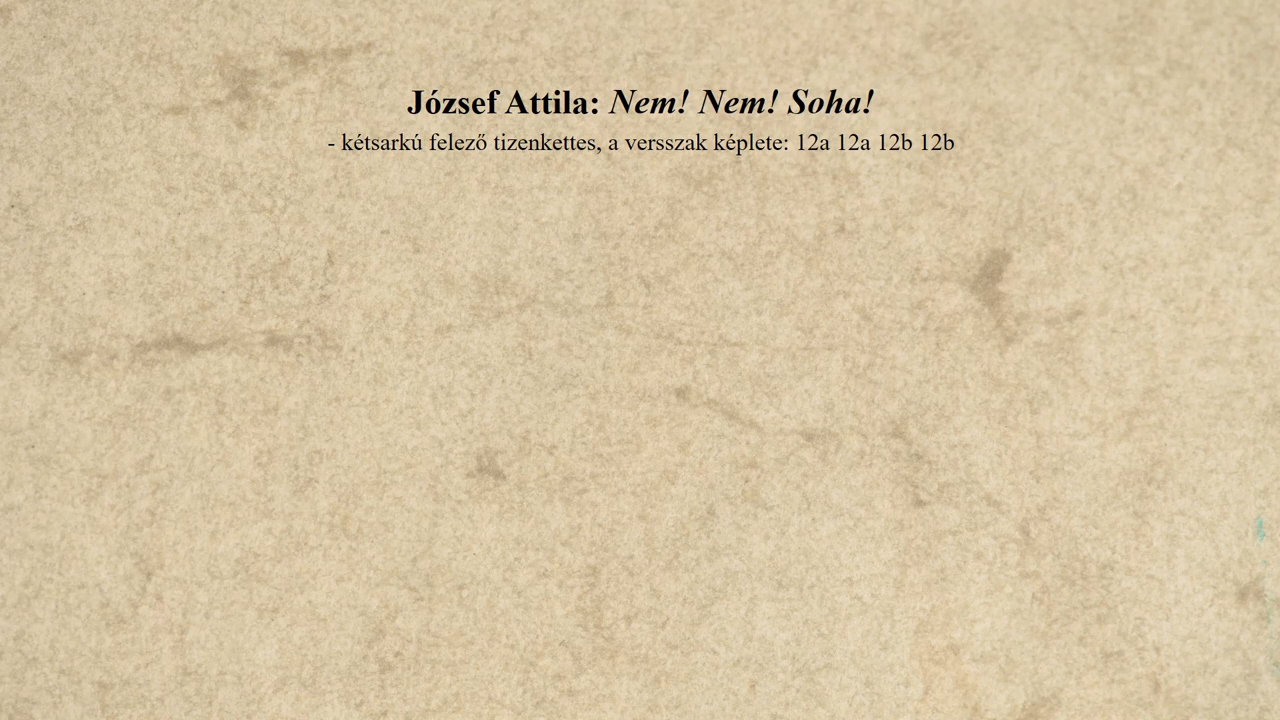 József Attila: Nem! Nem! Soha!
- kétsarkú felező tizenkettes, a versszak képlete: 12a 12a 12b 12b